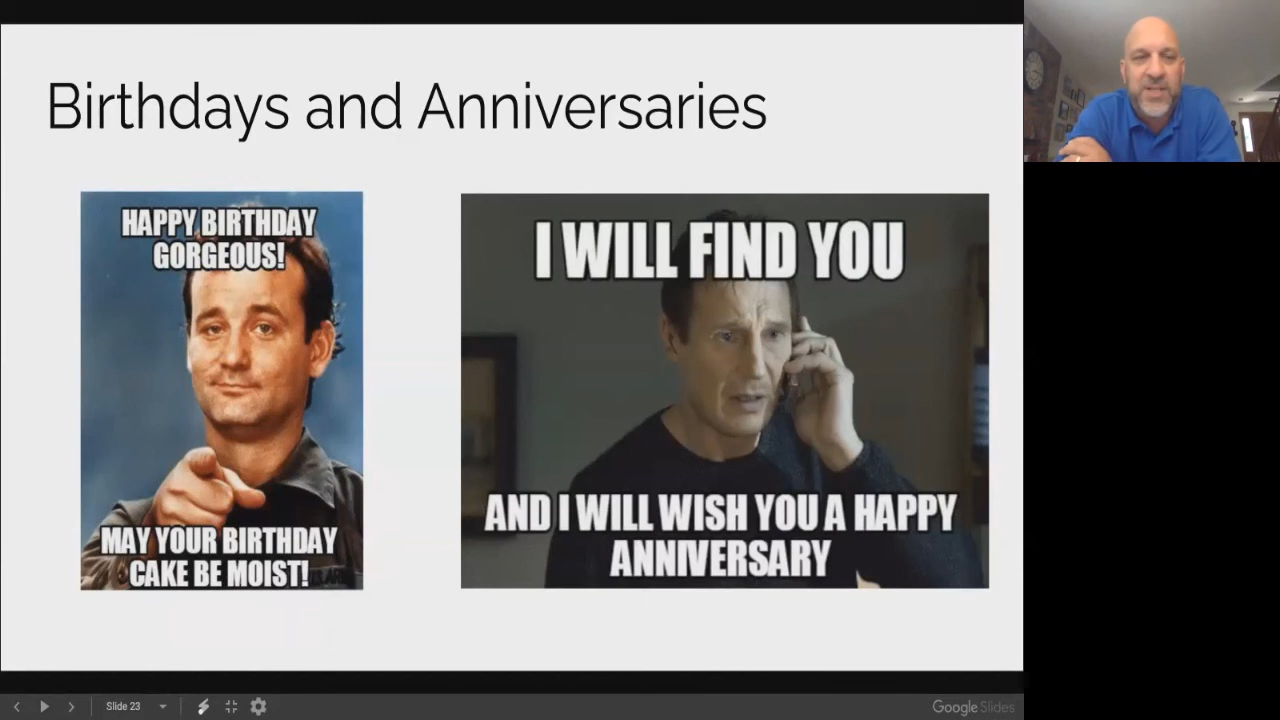 Birthdays and Anniversaries
HAPPY BIRTHDAY
GORGEOUS!
MAY YOUR BIRTHDAY
CAKE BE MOIST!
I WILL FIND YOU
AND I WILL WISH YOU A HAPPY
ANNIVERSARY
Slide 23
Google Slides